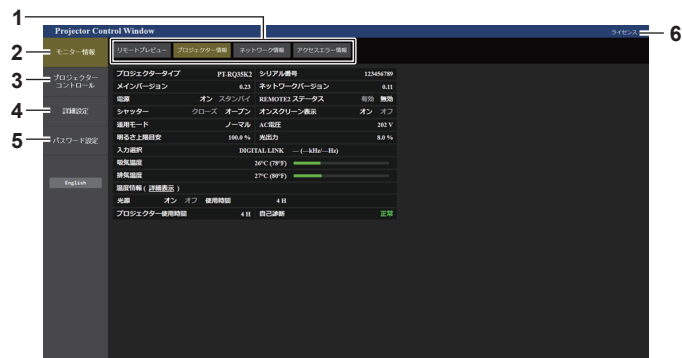 1
Projector Control Window
ライセンス
6
2
モニター情報
リモートプレビュー プロジェクター情報 ネットワーク情報 アクセスエラー情報
3
プロジェクター
コントロール
4
詳細設定
5
パスワード設定
English
プロジェクタータイプ PT-RQ35K2 シリアル番号 123456789
メインバージョン 0.23 ネットワークバージョン 0.11
電源 オン スタンバイ REMOTE2 ステータス 有効 無効
シャッター クローズ オープン オンスクリーン表示 オン オフ
運用モード ノーマル AC電圧 202 V
明るさ上限目安 100.0 % 光出力 8.0 %
入力選択 DIGITAL LINK — (—kHz/—Hz)
吸気温度 26°C (78°F)
排気温度 27°C (80°F)
温度情報 ( 詳細表示 )
光源 オン オフ 使用時間 4 H
プロジェクター使用時間 4 H 自己診断 正常